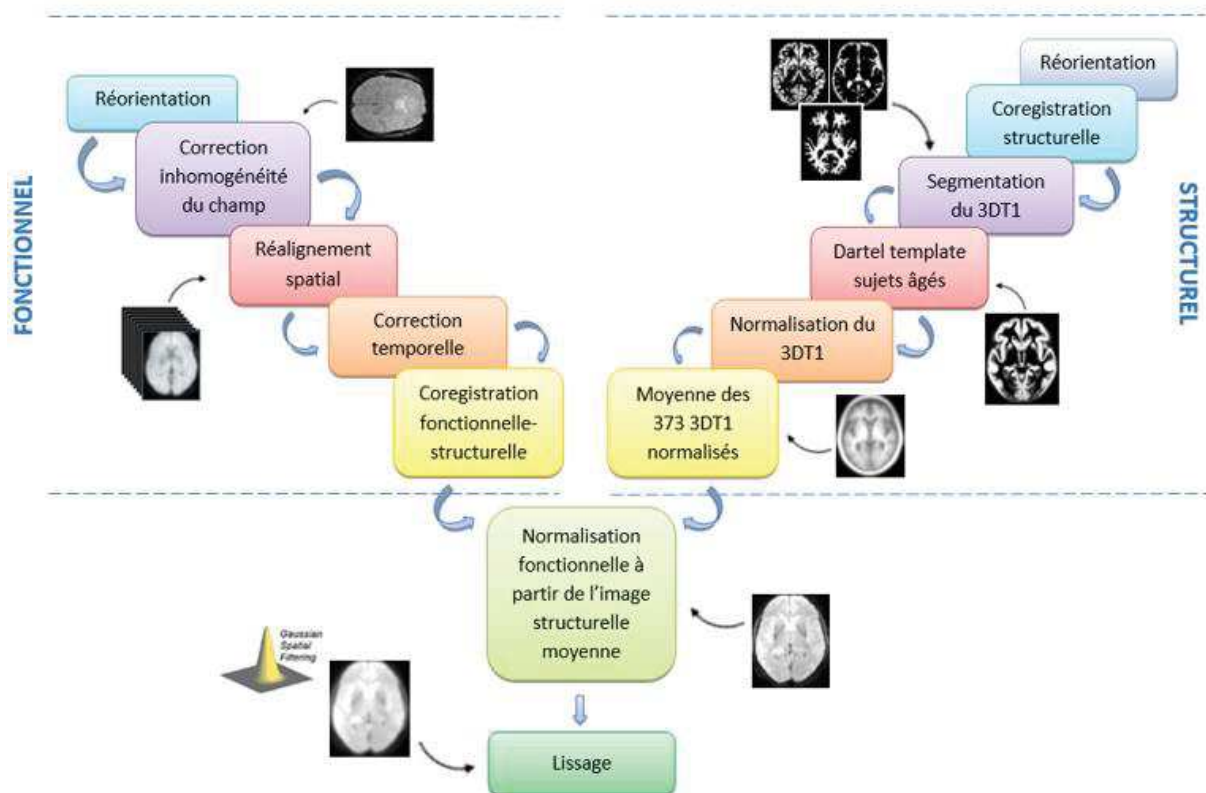 FONCTIONNEL
Réorientation
Correction
inhomogénéité
du champ
Réalignement
spatial
Correction
temporelle
Coregistration
fonctionnelle-
structurelle
STRUCTUREL
Réorientation
Coregistration
structurelle
Segmentation
du 3DT1
Dartel template
sujets âgés
Normalisation du
3DT1
Moyenne des
373 3DT1
normalisés
Normalisation
fonctionnelle à
partir de l'image
structurelle
moyenne
Gaussian
Spatial
Filtering
Lissage